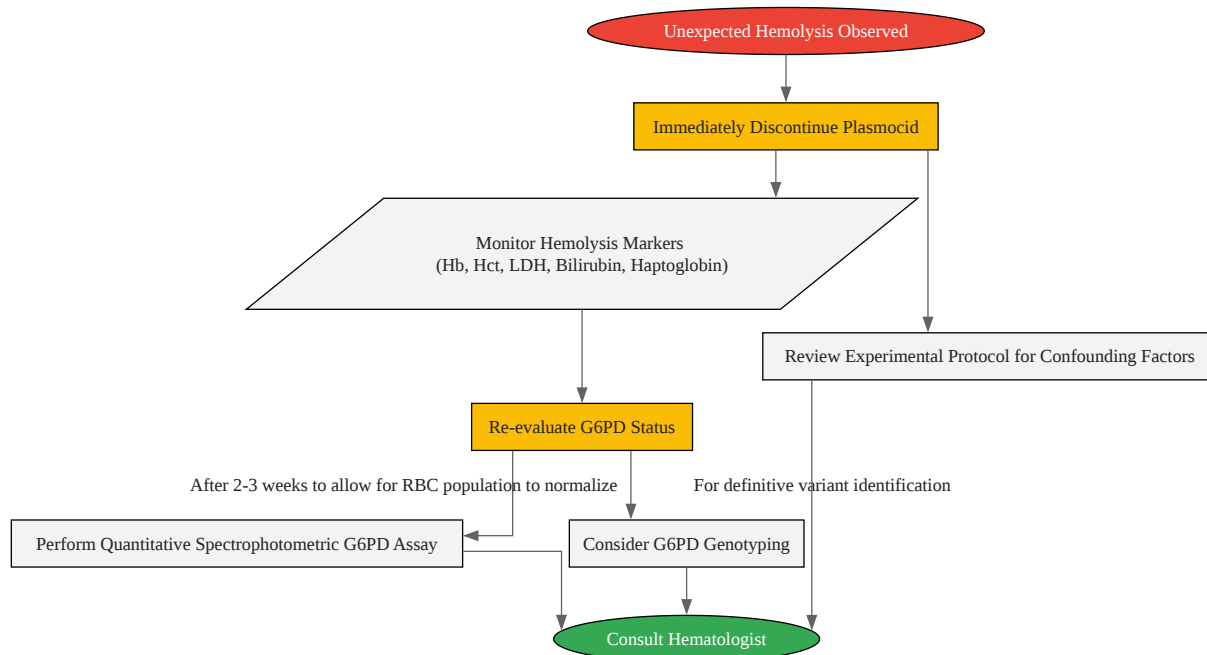 Unexpected Hemolysis Observed
Immediately Discontinue Plasmocid
Monitor Hemolysis Markers
(Hb, Hct, LDH, Bilirubin, Haptoglobin)
Review Experimental Protocol for Confounding Factors
Re-evaluate G6PD Status
After 2-3 weeks to allow for RBC population to normalize
For definitive variant identification
Perform Quantitative Spectrophotometric G6PD Assay
Consider G6PD Genotyping
Consult Hematologist